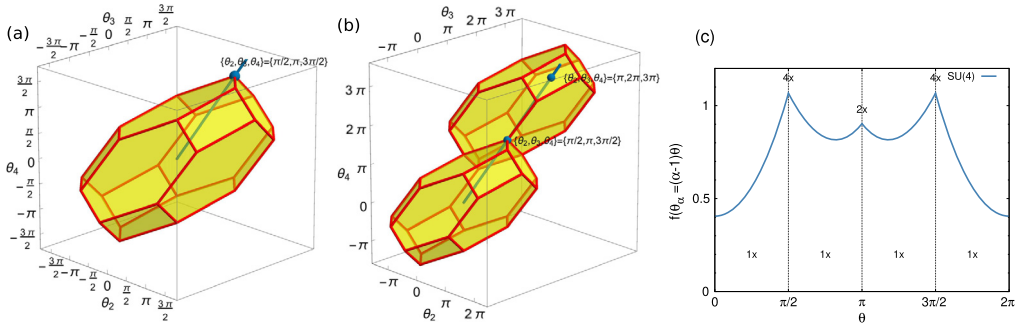 (a)
θ₃
−3π/2 −π −π/2 0 π/2 π 3π/2
{θ₂,θ₃,θ₄}={π/2,π,3π/2}
θ₄
3π/2
π
π/2
0
−π/2
−π
−3π/2
−3π/2 −π −π/2 0 π/2 π 3π/2
θ₂
(b)
θ₃
−π 0 π 2π 3π
{θ₂,θ₃,θ₄}={π,2π,3π}
{θ₂,θ₃,θ₄}={π/2,π,3π/2}
θ₄
3π
2π
π
0
−π
−π 0 π 2π
θ₂
(c)
f(θα=(α-1)θ)
1
0.5
0
4x 4x
SU(4)
2x
1x 1x 1x 1x
0 π/2 π 3π/2 2π
θ